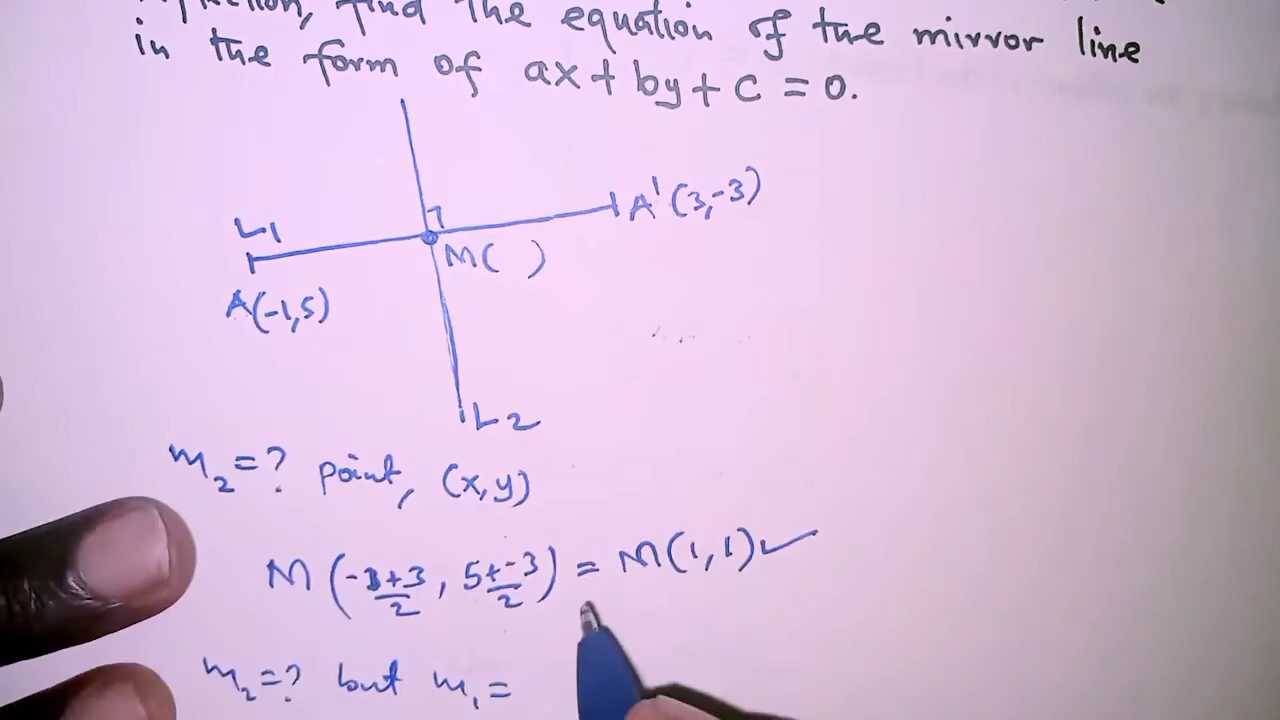 find the equation of the mirror line
in the form of ax + by + c = 0.
L1
A'(3,-3)
M( )
A(-1,5)
L2
m₂=? point, (x,y)
M(-1+3/2, 5+-3/2) = M(1,1)✓
m₂=? but m₁=